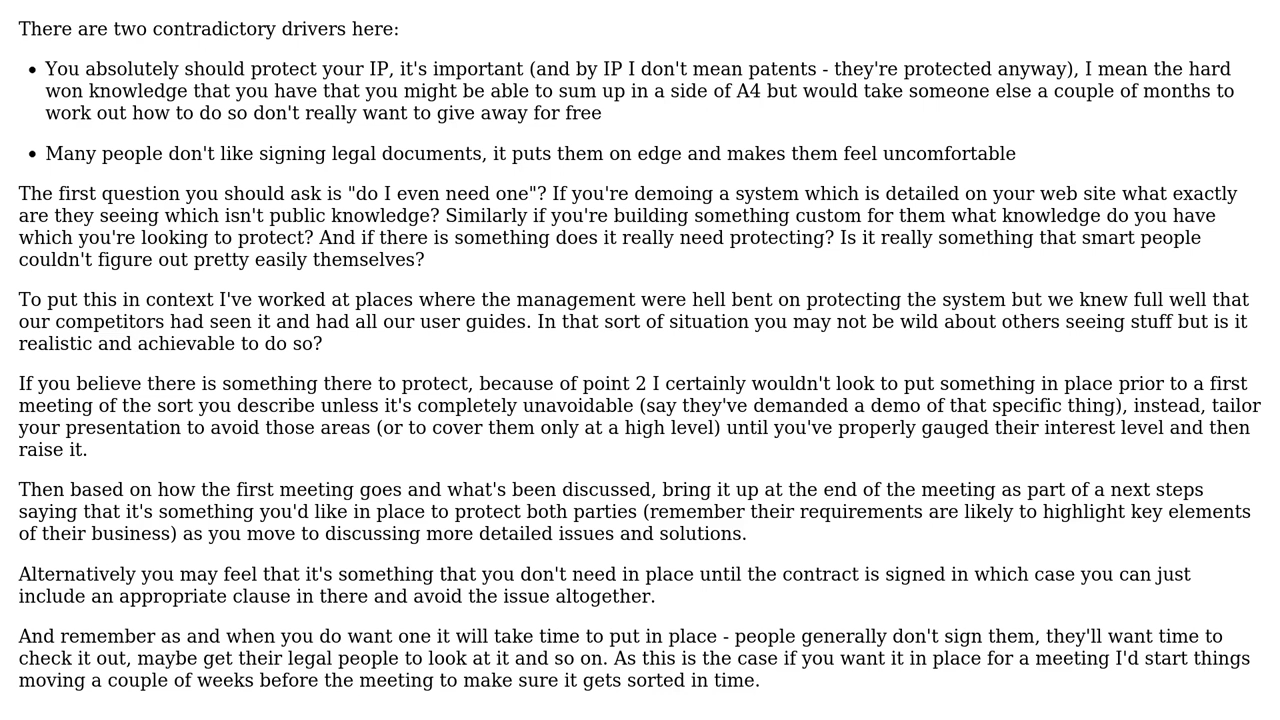 There are two contradictory drivers here:
• You absolutely should protect your IP, it's important (and by IP I don't mean patents - they're protected anyway), I mean the hard
won knowledge that you have that you might be able to sum up in a side of A4 but would take someone else a couple of months to
work out how to do so don't really want to give away for free
• Many people don't like signing legal documents, it puts them on edge and makes them feel uncomfortable
The first question you should ask is "do I even need one"? If you're demoing a system which is detailed on your web site what exactly
are they seeing which isn't public knowledge? Similarly if you're building something custom for them what knowledge do you have
which you're looking to protect? And if there is something does it really need protecting? Is it really something that smart people
couldn't figure out pretty easily themselves?
To put this in context I've worked at places where the management were hell bent on protecting the system but we knew full well that
our competitors had seen it and had all our user guides. In that sort of situation you may not be wild about others seeing stuff but is it
realistic and achievable to do so?
If you believe there is something there to protect, because of point 2 I certainly wouldn't look to put something in place prior to a first
meeting of the sort you describe unless it's completely unavoidable (say they've demanded a demo of that specific thing), instead, tailor
your presentation to avoid those areas (or to cover them only at a high level) until you've properly gauged their interest level and then
raise it.
Then based on how the first meeting goes and what's been discussed, bring it up at the end of the meeting as part of a next steps
saying that it's something you'd like in place to protect both parties (remember their requirements are likely to highlight key elements
of their business) as you move to discussing more detailed issues and solutions.
Alternatively you may feel that it's something that you don't need in place until the contract is signed in which case you can just
include an appropriate clause in there and avoid the issue altogether.
And remember as and when you do want one it will take time to put in place - people generally don't sign them, they'll want time to
check it out, maybe get their legal people to look at it and so on. As this is the case if you want it in place for a meeting I'd start things
moving a couple of weeks before the meeting to make sure it gets sorted in time.